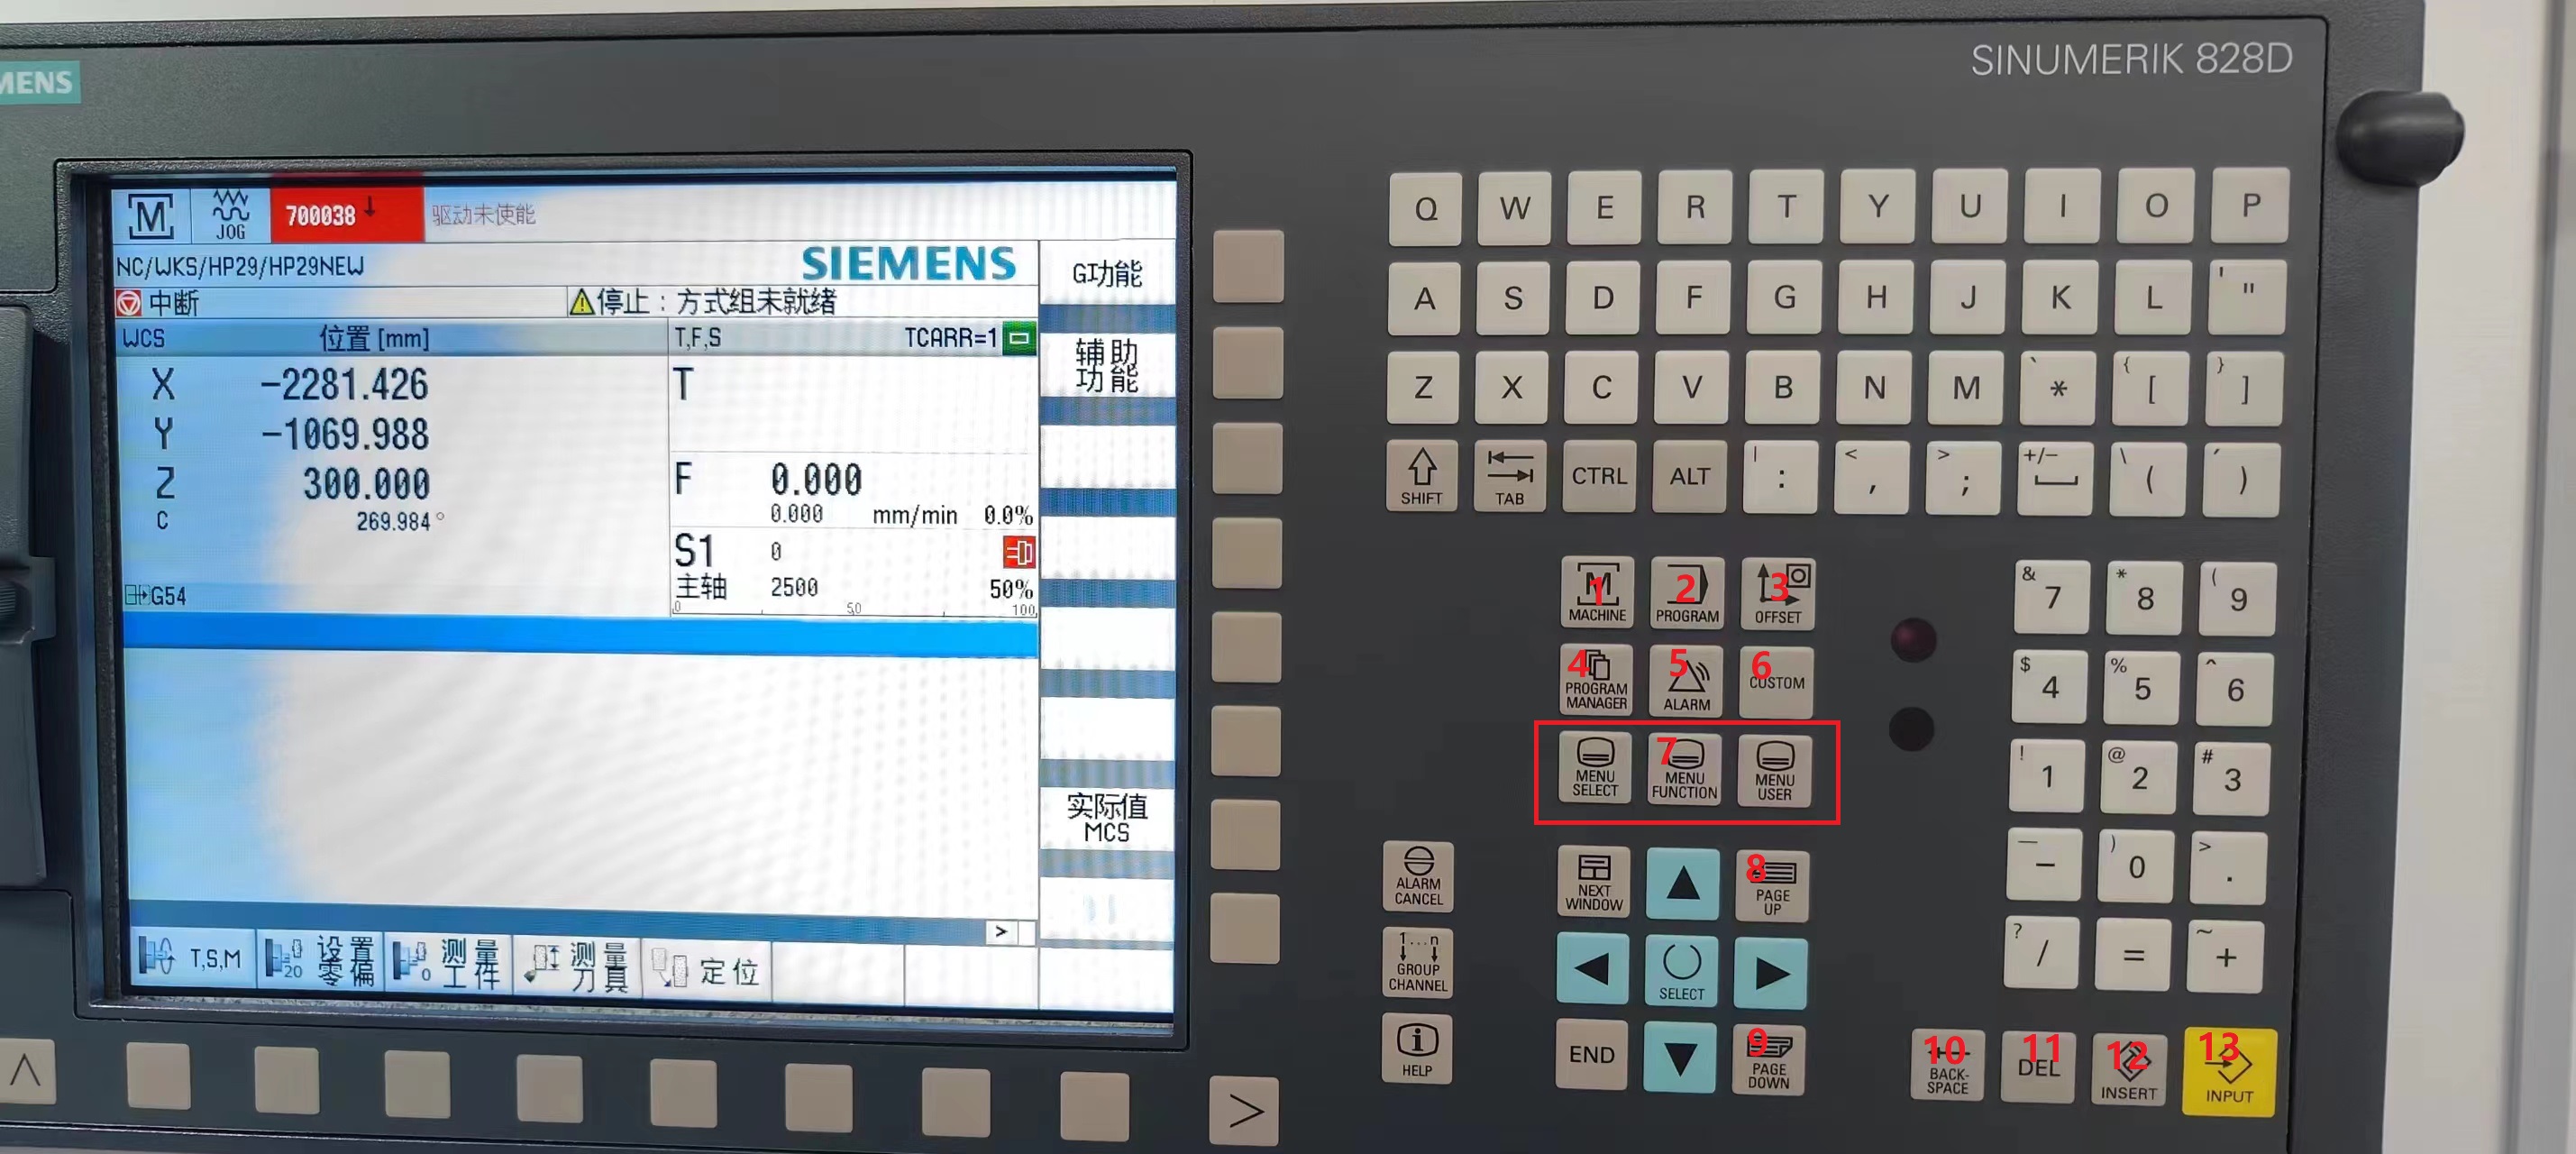 MENS
SINUMERIK 828D
M
JOG
700038
驱动未使能
NC/WKS/HP29/HP29NEW
SIEMENS
中断
停止：方式组未就绪
WCS 位置 [mm]
T,F,S TCARR=1
X -2281.426
Y -1069.988
Z 300.000
C 269.984°
T
F 0.000
0.000 mm/min 0.0%
S1 0
主轴 2500 50%
0 50 100
G54
G功能
辅助
功能
实际值
MCS
>
T,S,M
设置
零偏
测量
工件
测量
刀具
定位
Q W E R T Y U I O P
A S D F G H J K L ' "
Z X C V B N M ` * { [ } ]
SHIFT TAB CTRL ALT | : < , > ; +/- \ ( ´ )
1 M MACHINE
2 PROGRAM
3 OFFSET
4 PROGRAM MANAGER
5 ALARM
6 CUSTOM
MENU SELECT
7 MENU FUNCTION
MENU USER
ALARM CANCEL
NEXT WINDOW
8 PAGE UP
1...n GROUP CHANNEL
SELECT
HELP
END
9 PAGE DOWN
& 7 * 8 ( 9
$ 4 % 5 ^ 6
! 1 @ 2 # 3
_ - ) 0 > .
? / = ~ +
10 BACK-SPACE
11 DEL
12 INSERT
13 INPUT
>